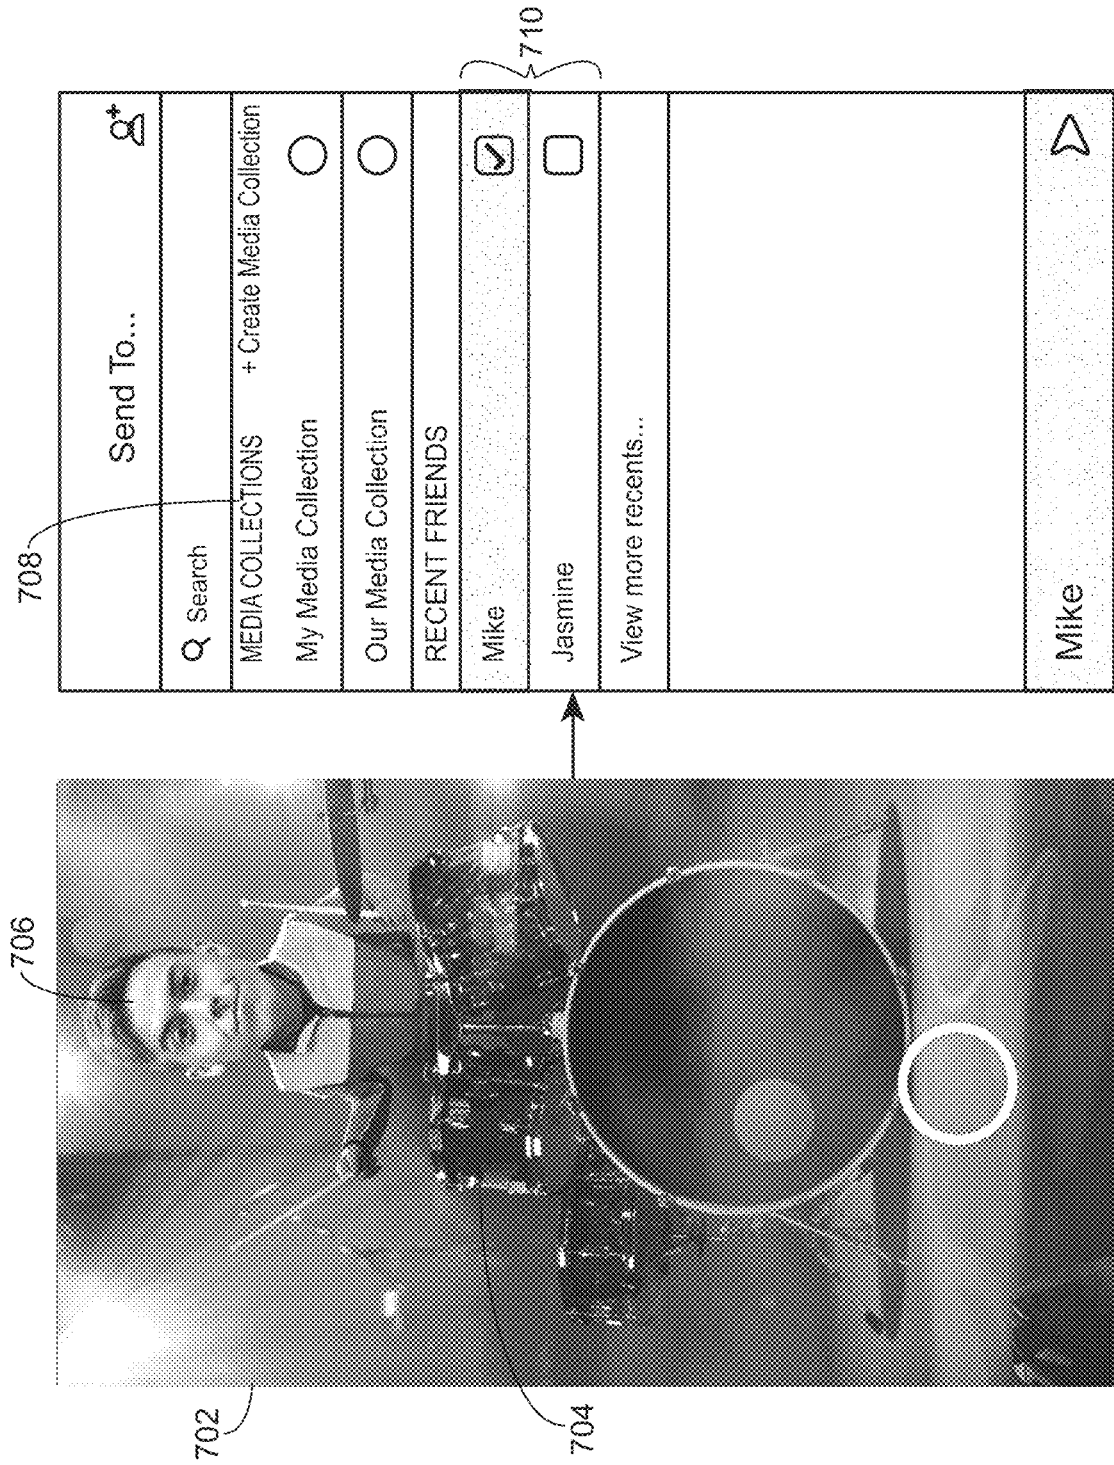 702
704
706
708
Send To...
Search
MEDIA COLLECTIONS + Create Media Collection
My Media Collection
Our Media Collection
RECENT FRIENDS
Mike
Jasmine
View more recents...
710
Mike